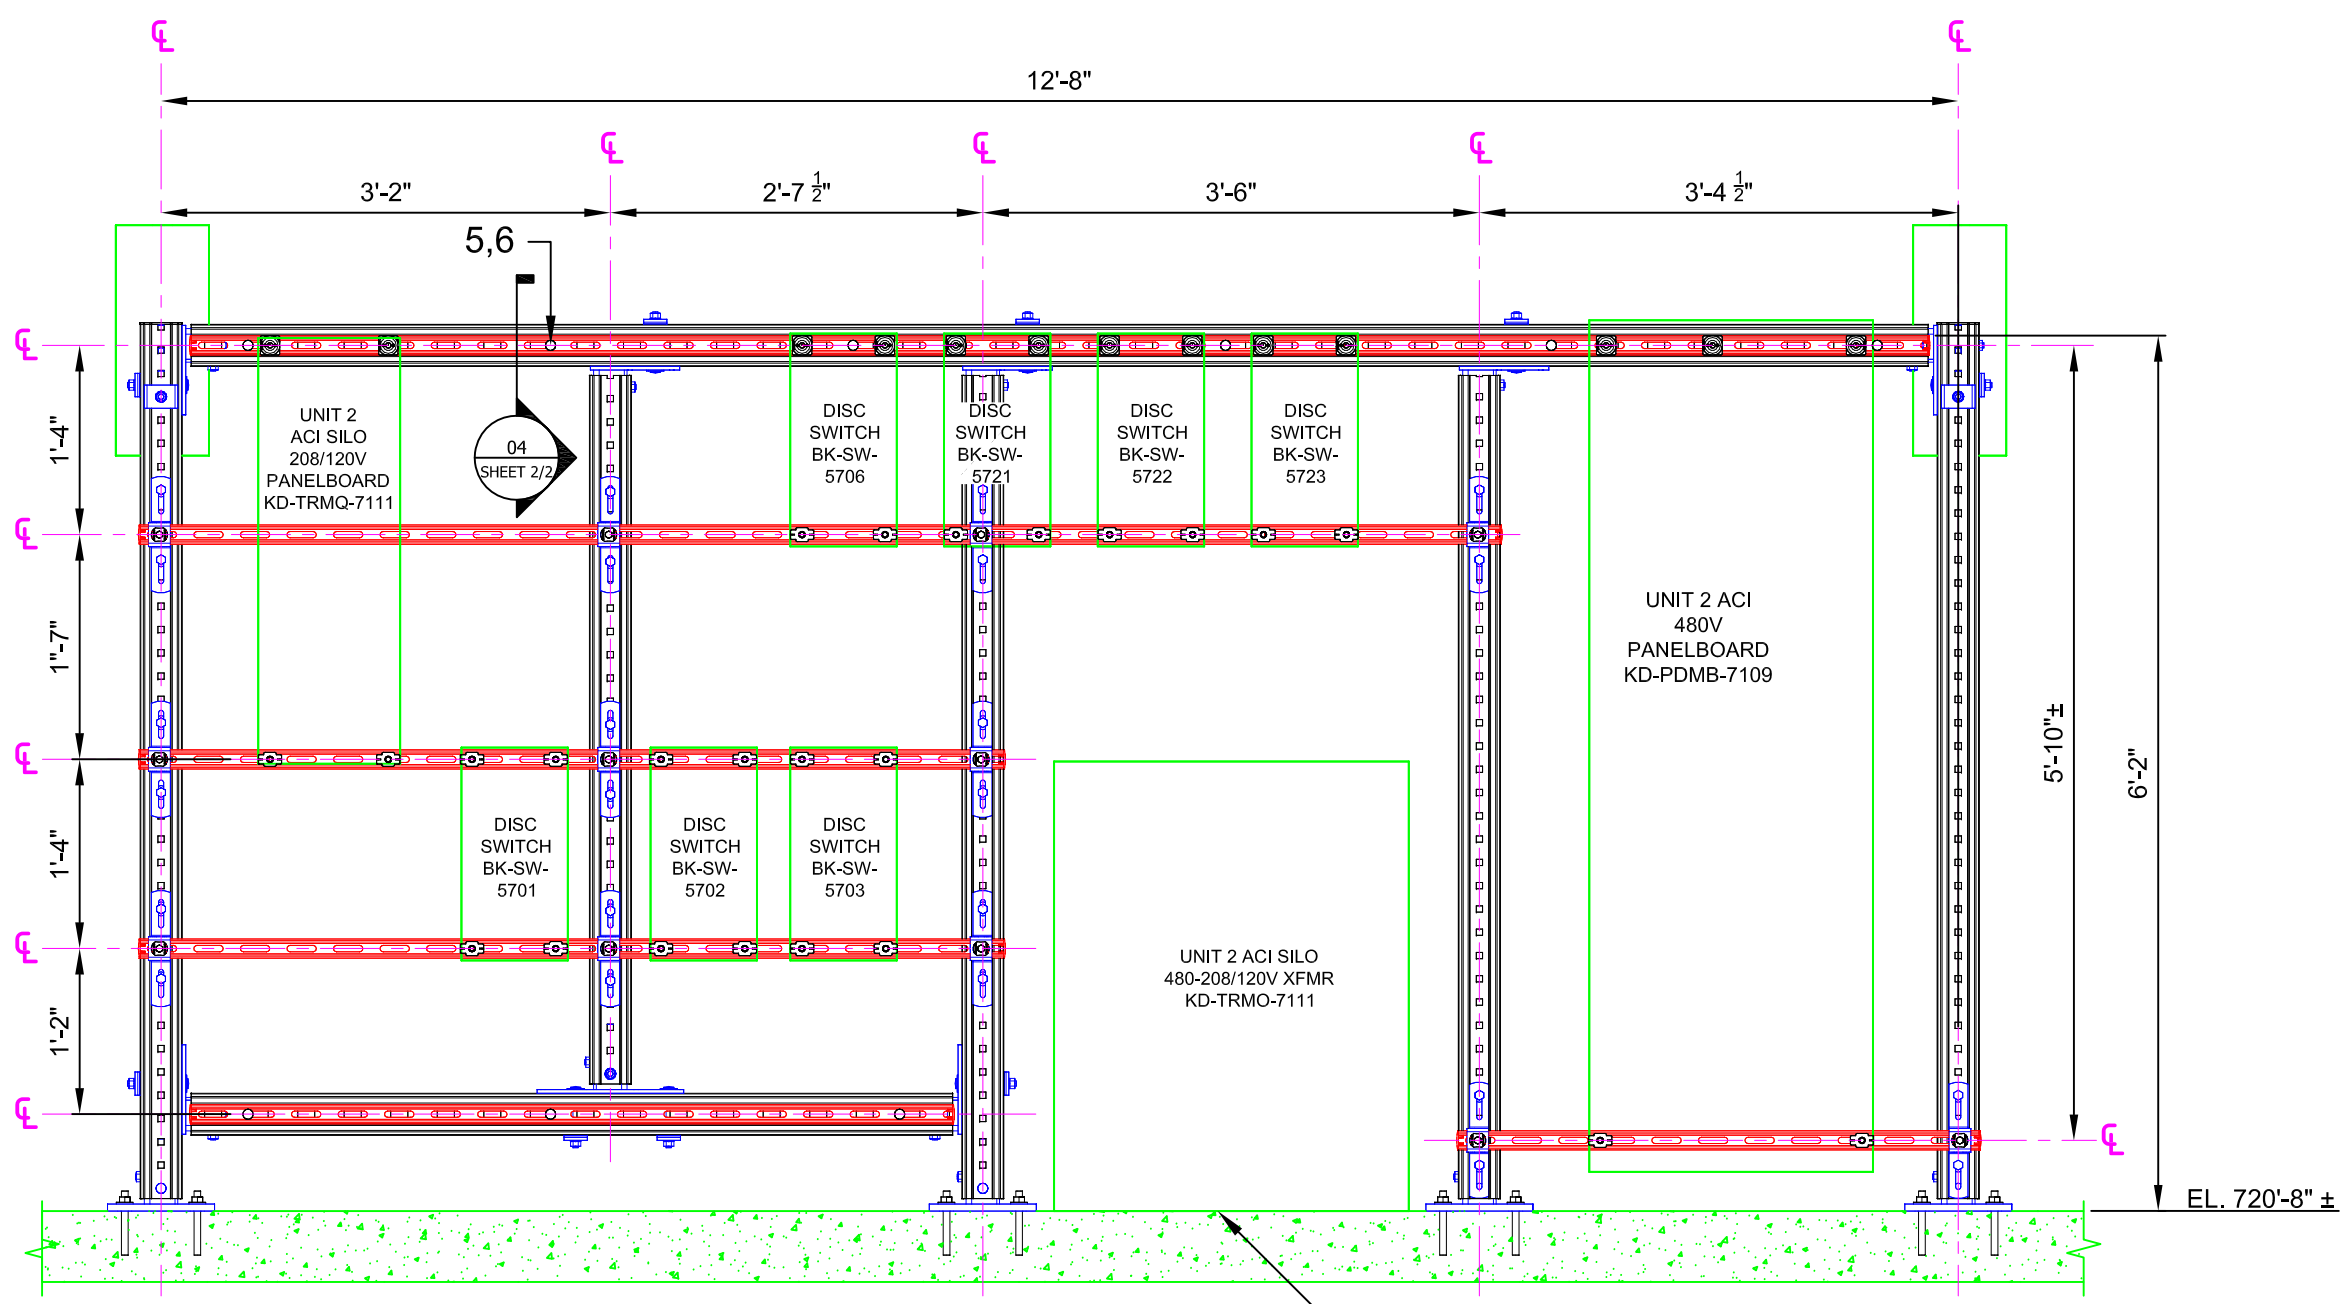 ℄ ℄
12'-8"
℄ ℄ ℄
3'-2" 2'-7 1/2" 3'-6" 3'-4 1/2"
5,6
℄
1'-4"
UNIT 2
ACI SILO
208/120V
PANELBOARD
KD-TRMQ-7111
04
SHEET 2/2
DISC
SWITCH
BK-SW-
5706
DISC
SWITCH
BK-SW-
5721
DISC
SWITCH
BK-SW-
5722
DISC
SWITCH
BK-SW-
5723
℄
1"-7"
UNIT 2 ACI
480V
PANELBOARD
KD-PDMB-7109
5'-10"±
6'-2"
℄
1'-4"
DISC
SWITCH
BK-SW-
5701
DISC
SWITCH
BK-SW-
5702
DISC
SWITCH
BK-SW-
5703
℄
UNIT 2 ACI SILO
480-208/120V XFMR
KD-TRMO-7111
1'-2"
℄
℄
EL. 720'-8" ±